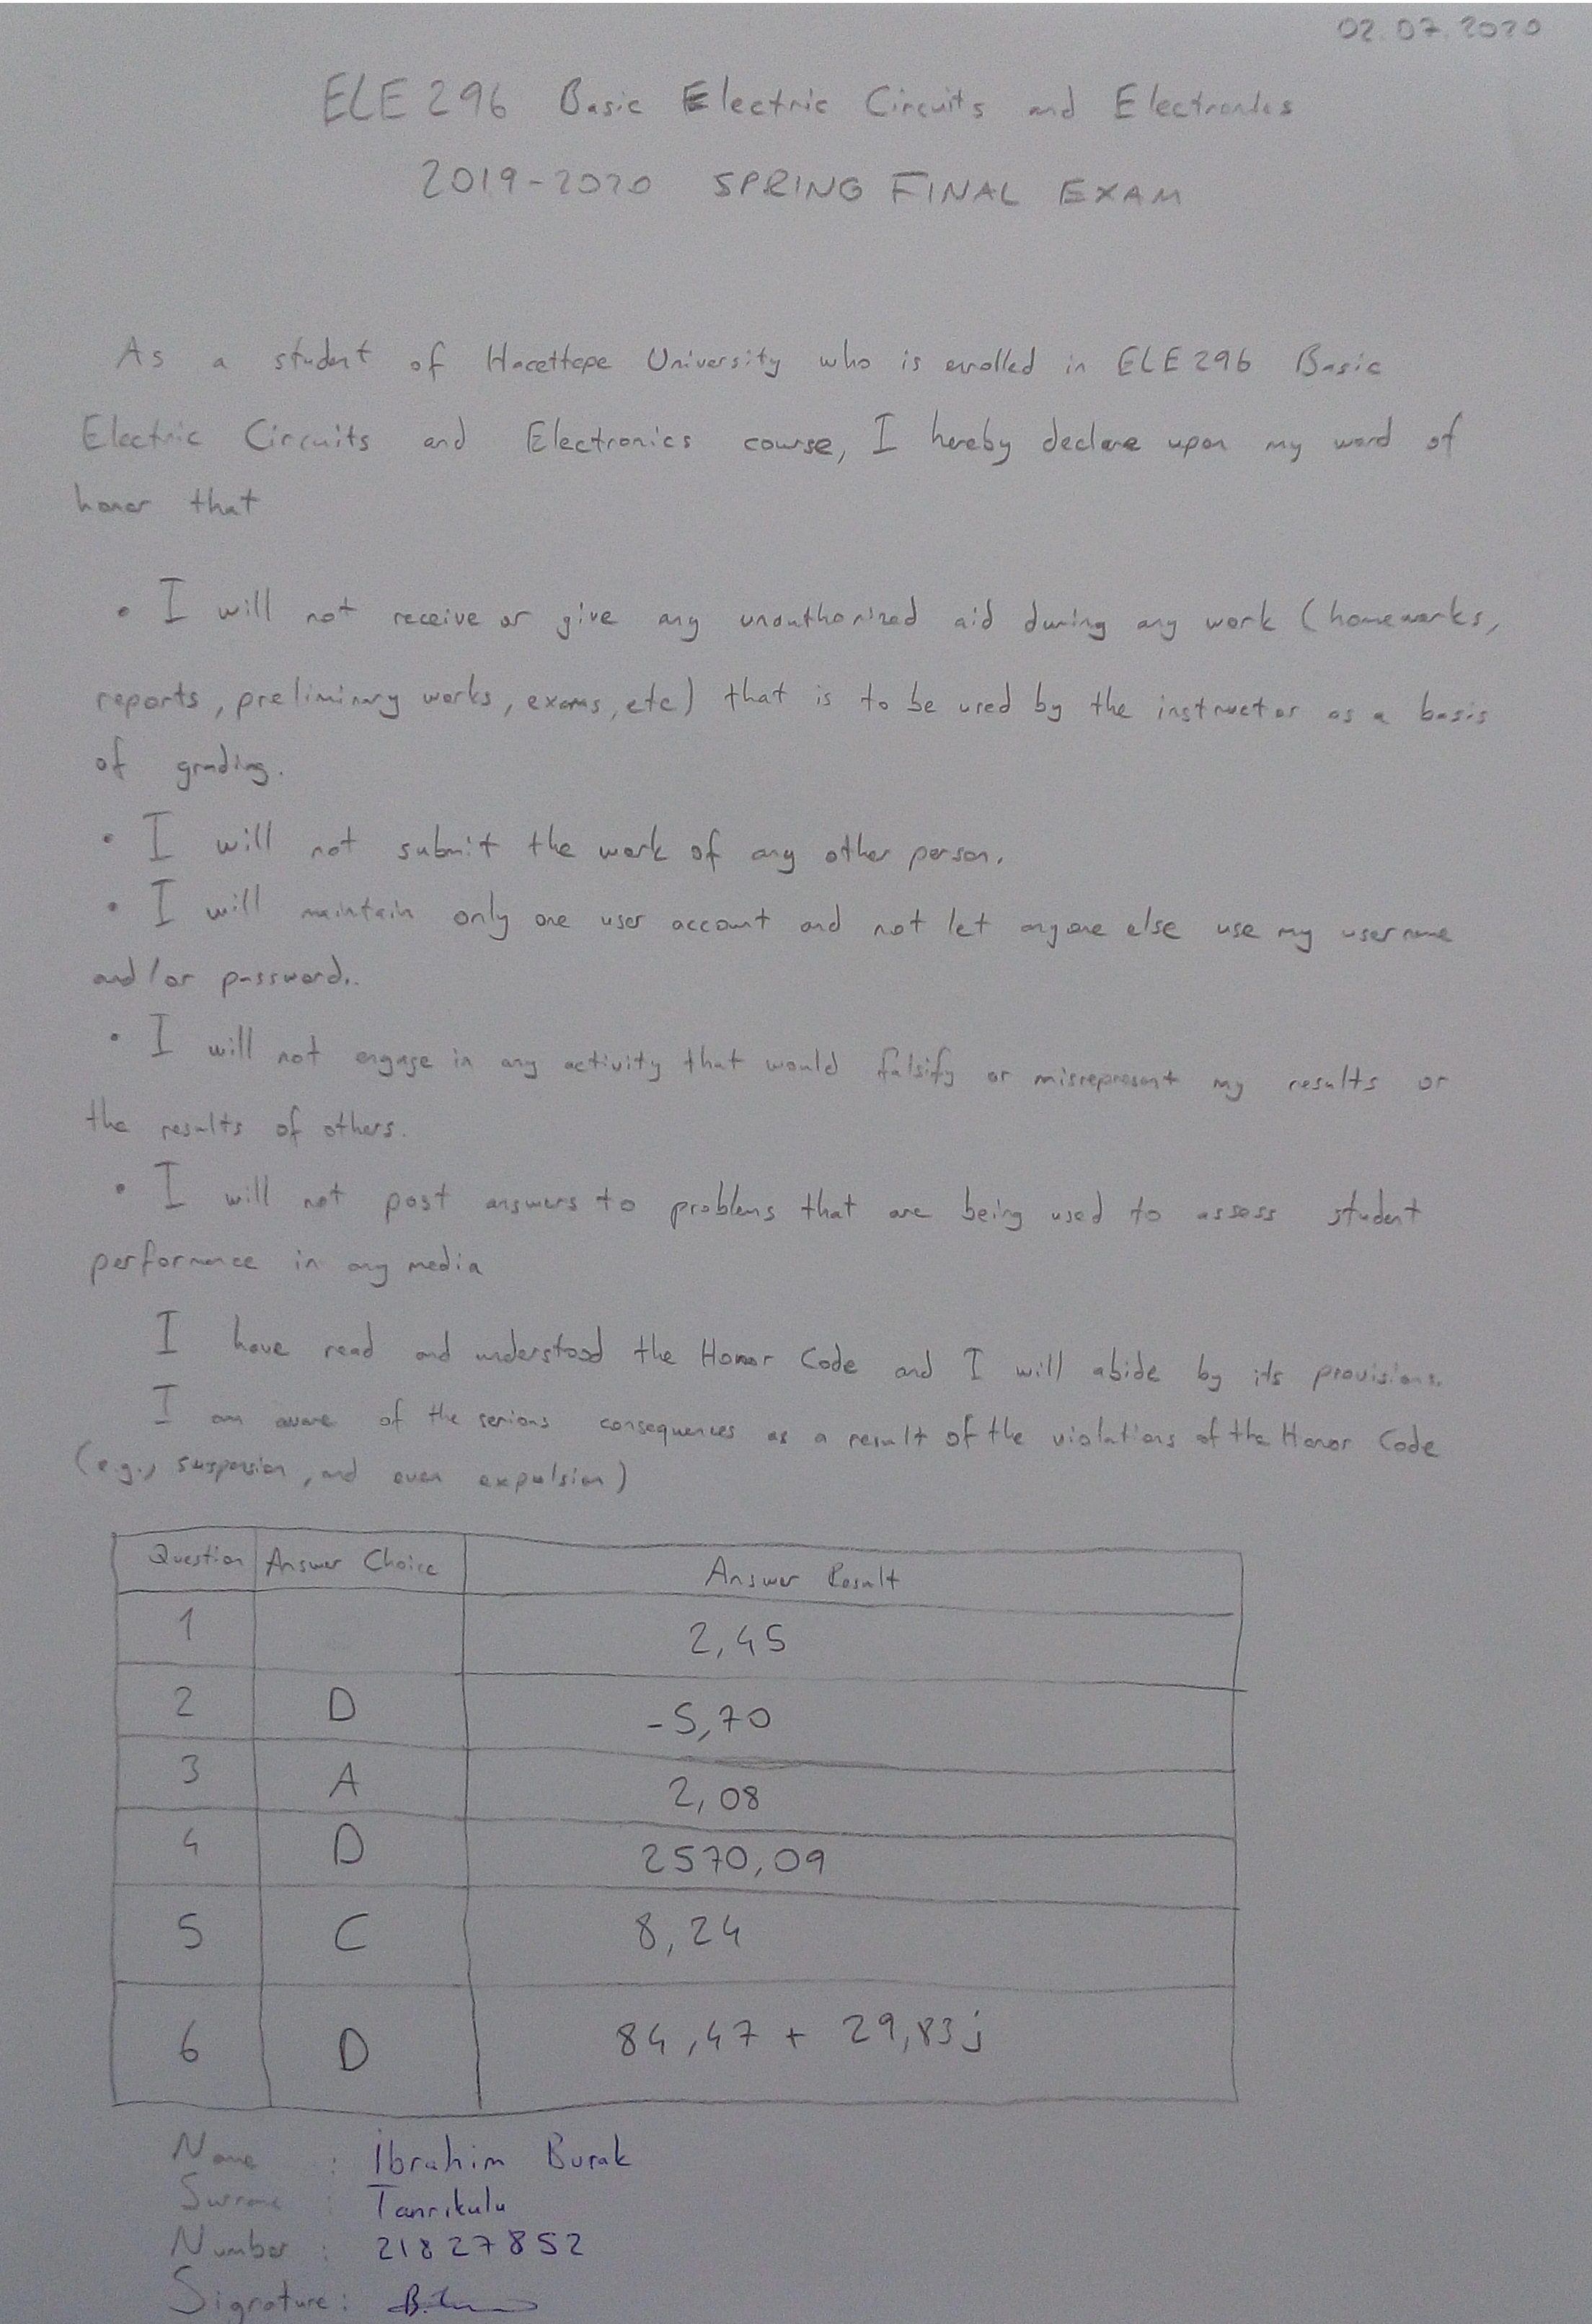 02.07.2020
ELE 296 Basic Electric Circuits and Electronics
2019-2020 SPRING FINAL EXAM
As a student of Hacettepe University who is enrolled in ELE 296 Basic
Electric Circuits and Electronics course, I hereby declare upon my word of
honor that
• I will not receive or give any unauthorized aid during any work (homeworks,
reports, preliminary works, exams, etc) that is to be used by the instructor as a basis
of grading.
• I will not submit the work of any other person.
• I will maintain only one user account and not let anyone else use my username
and/or password..
• I will not engage in any activity that would falsify or misrepresent my results or
the results of others.
• I will not post answers to problems that are being used to assess student
performance in any media
I have read and understood the Honor Code and I will abide by its provisions.
I am aware of the serious consequences as a result of the violations of the Honor Code
(e.g., suspension, and even expulsion)
Question Answer Choice Answer Result
1 2,45
2 D -5,70
3 A 2,08
4 D 2570,09
5 C 8,24
6 D 84,47 + 29,83j
Name : İbrahim Burak
Surname : Tanrıkulu
Number : 21827852
Signature: